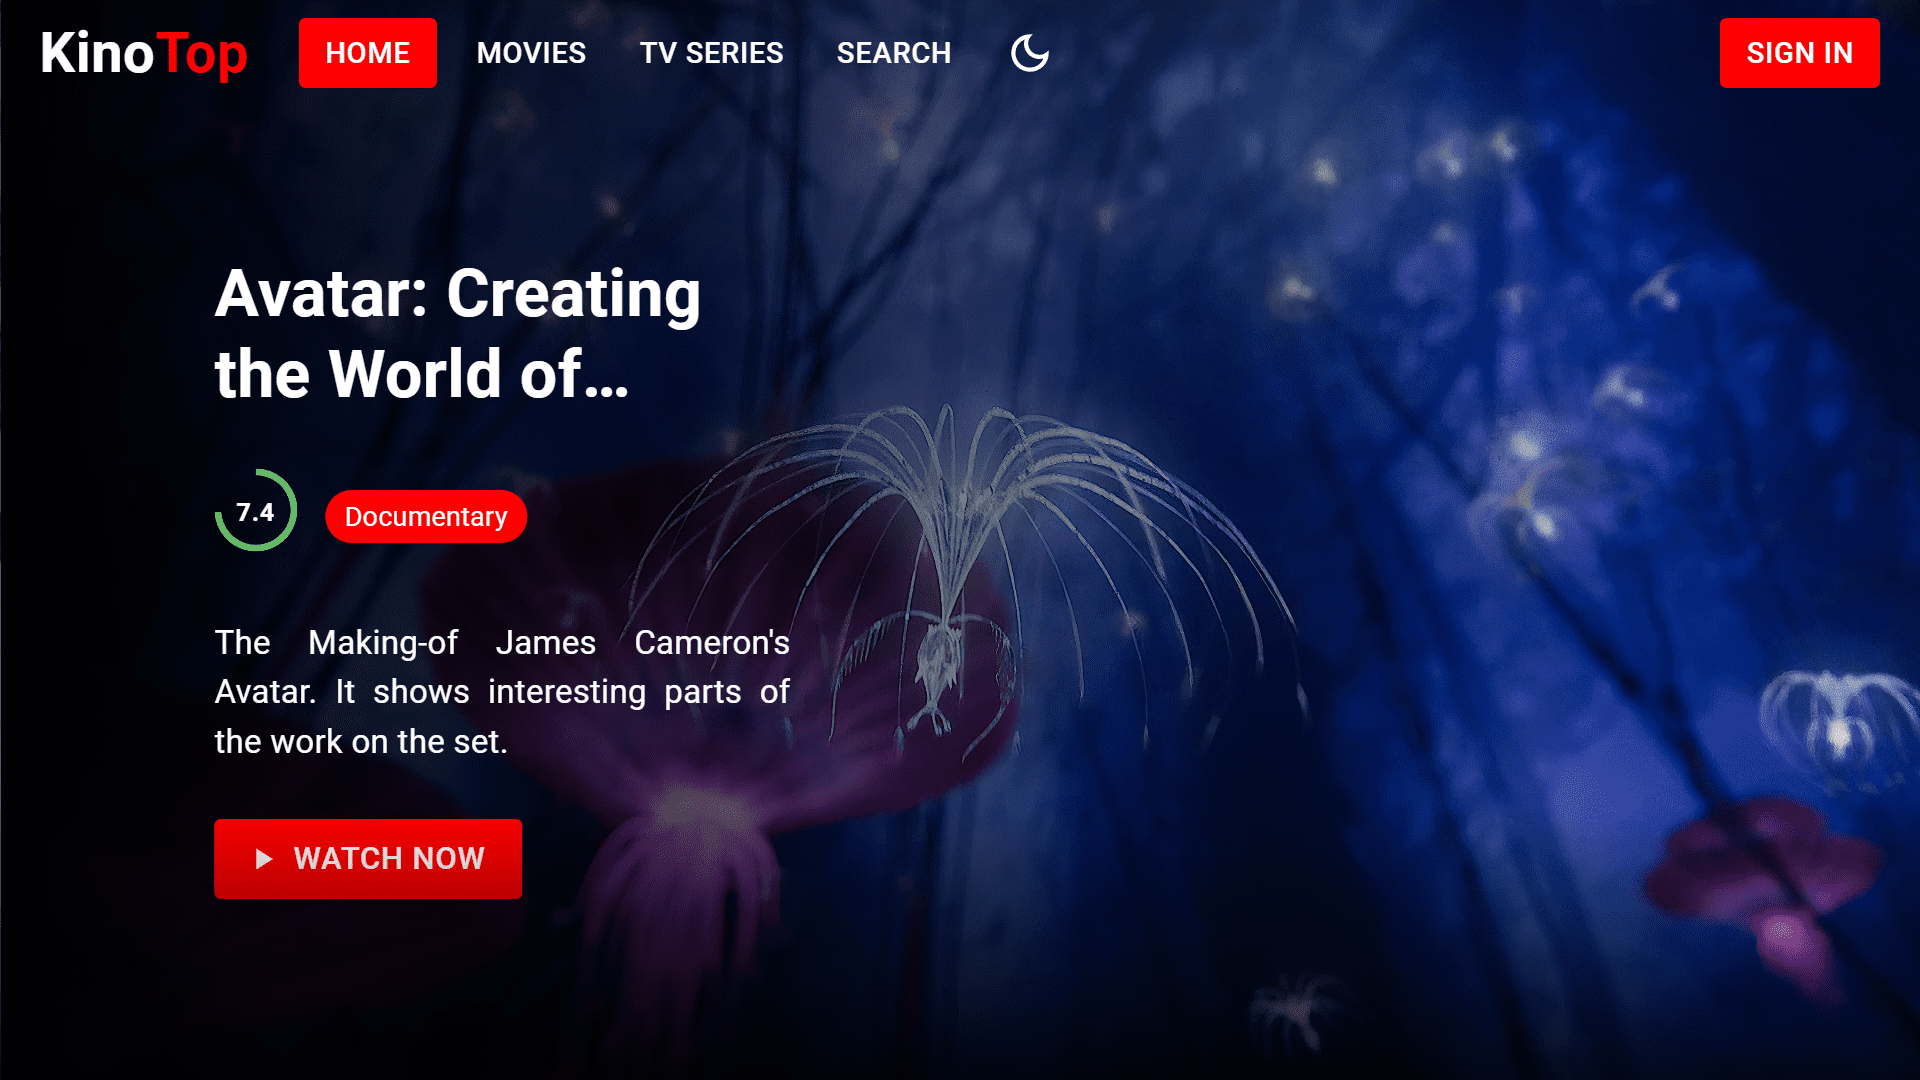 KinoTop
HOME
MOVIES
TV SERIES
SEARCH
SIGN IN
Avatar: Creating
the World of...
7.4
Documentary
The Making-of James Cameron's
Avatar. It shows interesting parts of
the work on the set.
WATCH NOW